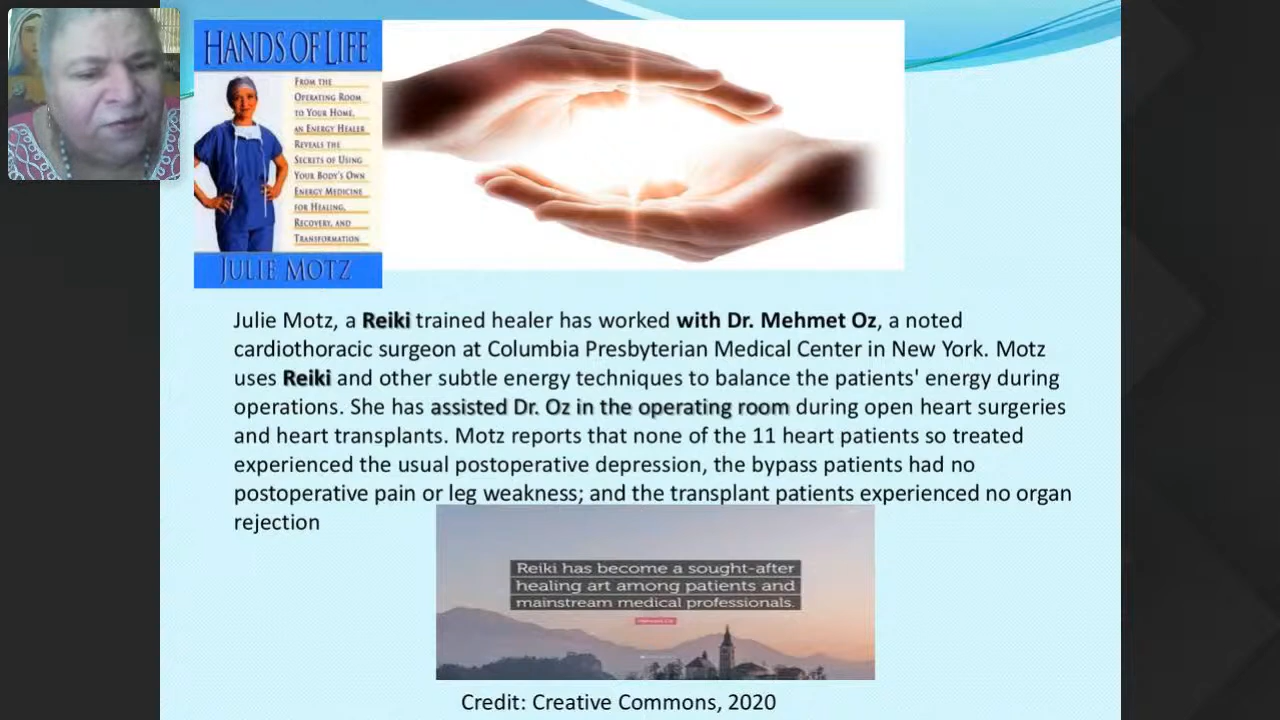 HANDS OF LIFE
FROM THE
OPERATING ROOM
TO YOUR HOME,
AN ENERGY HEALER
REVEALS THE
SECRETS OF USING
YOUR BODY'S OWN
ENERGY MEDICINE
FOR HEALING,
RECOVERY, AND
TRANSFORMATION
JULIE MOTZ
Julie Motz, a Reiki trained healer has worked with Dr. Mehmet Oz, a noted
cardiothoracic surgeon at Columbia Presbyterian Medical Center in New York. Motz
uses Reiki and other subtle energy techniques to balance the patients' energy during
operations. She has assisted Dr. Oz in the operating room during open heart surgeries
and heart transplants. Motz reports that none of the 11 heart patients so treated
experienced the usual postoperative depression, the bypass patients had no
postoperative pain or leg weakness; and the transplant patients experienced no organ
rejection
Reiki has become a sought-after
healing art among patients and
mainstream medical professionals.
Credit: Creative Commons, 2020